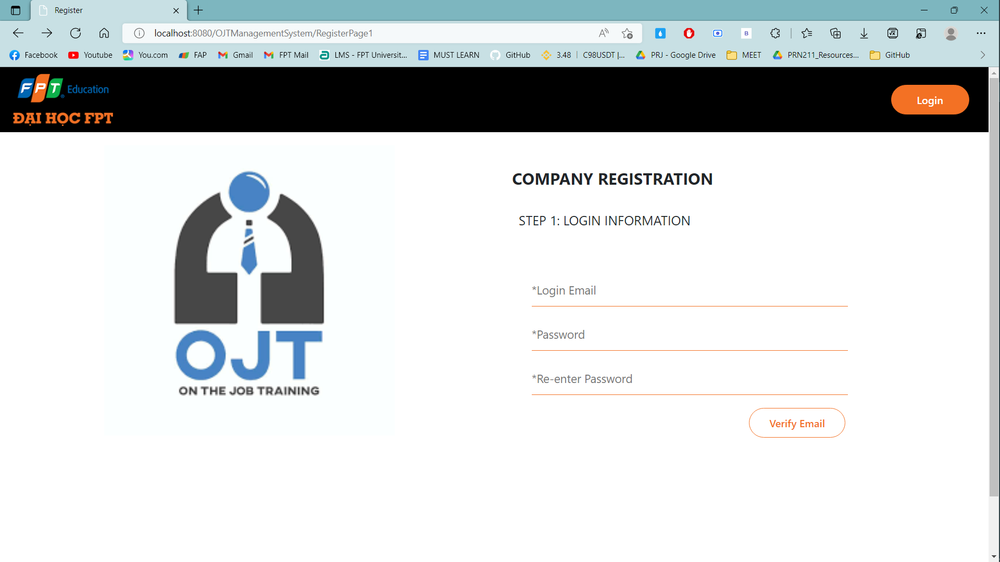 Register
localhost:8080/OJTManagementSystem/RegisterPage1
Facebook Youtube You.com FAP Gmail FPT Mail LMS - FPT Universit... MUST LEARN GitHub 3.48 | C98USDT |... PRJ - Google Drive MEET PRN211_Resources... GitHub
FPT Education
ĐẠI HỌC FPT
Login
COMPANY REGISTRATION
STEP 1: LOGIN INFORMATION
*Login Email
*Password
*Re-enter Password
Verify Email
OJT
ON THE JOB TRAINING